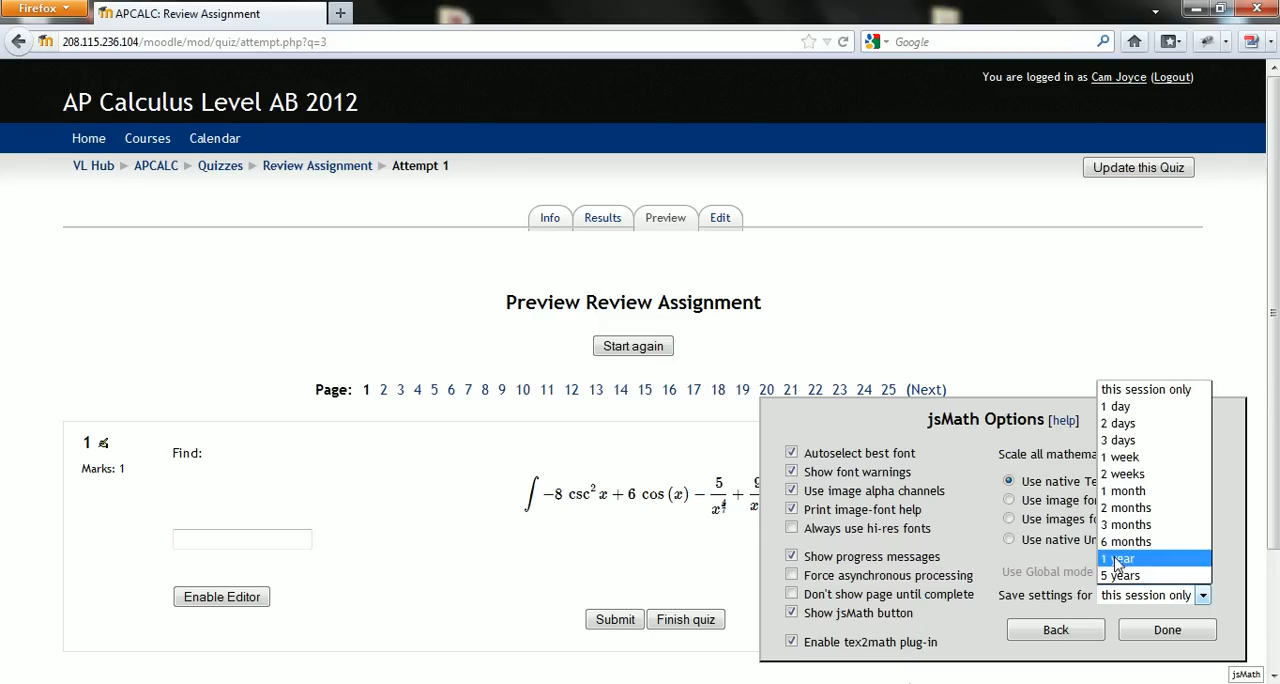 Firefox
APCALC: Review Assignment
208.115.236.104/moodle/mod/quiz/attempt.php?q=3
Google
You are logged in as Cam Joyce (Logout)
AP Calculus Level AB 2012
Home Courses Calendar
VL Hub ► APCALC ► Quizzes ► Review Assignment ► Attempt 1
Update this Quiz
Info Results Preview Edit
Preview Review Assignment
Start again
Page: 1 2 3 4 5 6 7 8 9 10 11 12 13 14 15 16 17 18 19 20 21 22 23 24 25 (Next)
1
Marks: 1
Find:
∫ −8 csc² x + 6 cos (x) − 5
Enable Editor
Submit Finish quiz
jsMath Options [help]
Autoselect best font
Show font warnings
Use image alpha channels
Print image-font help
Always use hi-res fonts
Show progress messages
Force asynchronous processing
Don't show page until complete
Show jsMath button
Enable tex2math plug-in
Scale all mathema
Use native Te
Use image fo
Use images fo
Use native Un
Use Global mode
Save settings for this session only
this session only
1 day
2 days
3 days
1 week
2 weeks
1 month
2 months
3 months
6 months
1 year
5 years
Back Done
jsMath